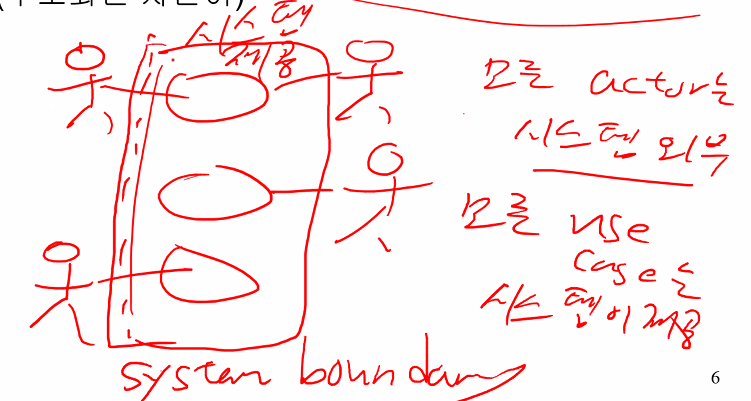 시스템
제공
모든 actor는
시스템 외부
모든 use
case는
시스템이 제공
system boundary
6